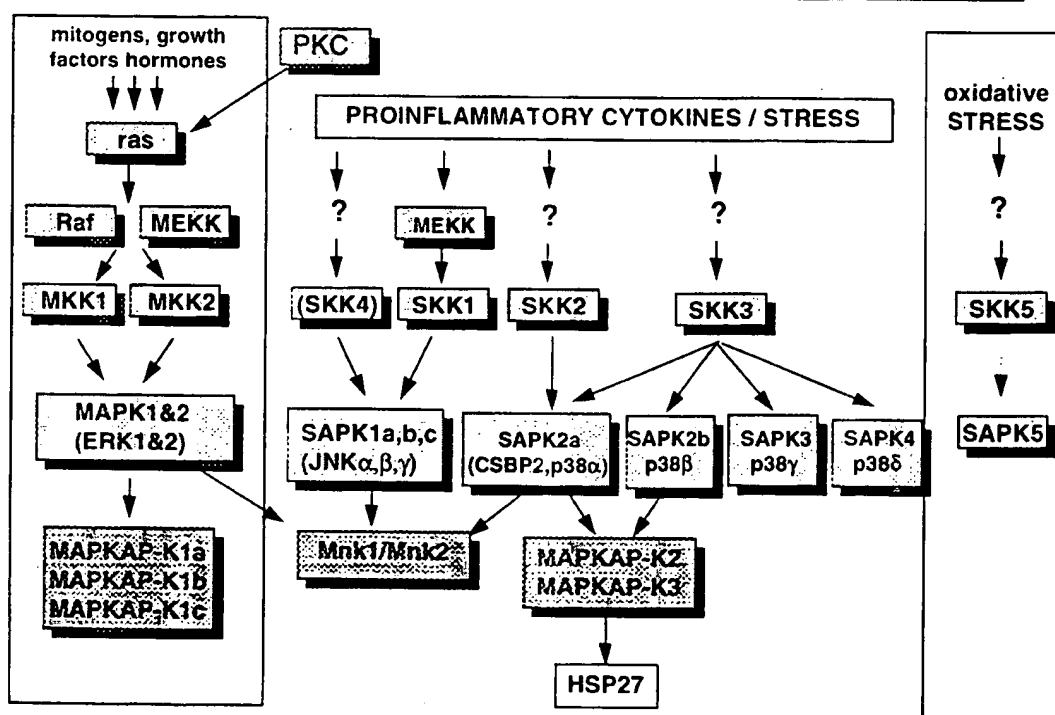 mitogens, growth
factors hormones
PKC
ras
Raf
MEKK
MKK1
MKK2
MAPK1&2
(ERK1&2)
MAPKAP-K1a
MAPKAP-K1b
MAPKAP-K1c
PROINFLAMMATORY CYTOKINES / STRESS
?
MEKK
?
?
(SKK4)
SKK1
SKK2
SKK3
SAPK1a,b,c
(JNKα,β,γ)
SAPK2a
(CSBP2,p38α)
SAPK2b
p38β
SAPK3
p38γ
SAPK4
p38δ
Mnk1/Mnk2
MAPKAP-K2
MAPKAP-K3
HSP27
oxidative
STRESS
?
SKK5
SAPK5